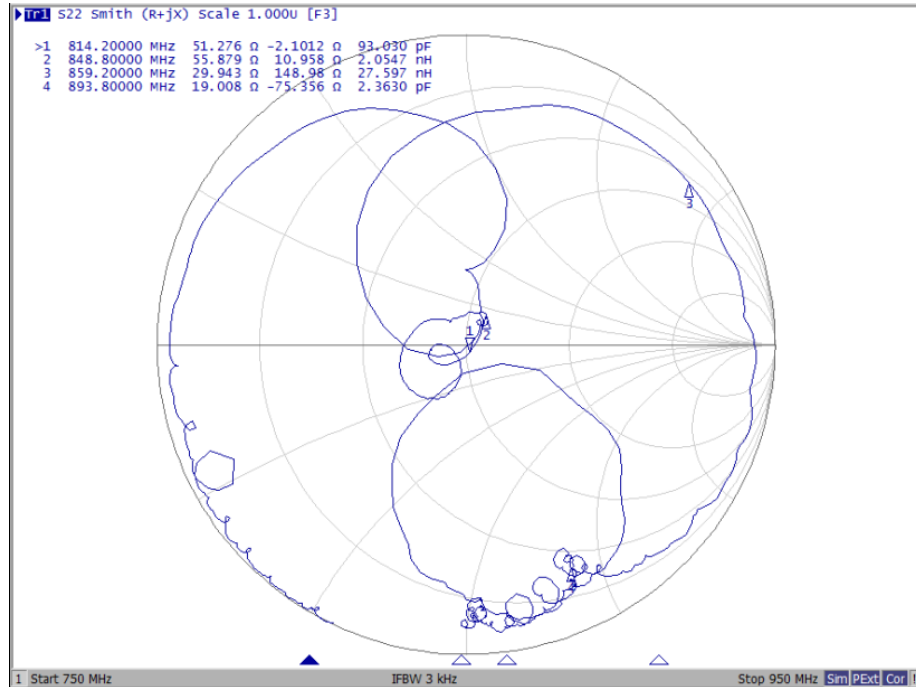 Tr1 S22 Smith (R+jX) Scale 1.000U [F3]
>1 814.20000 MHz 51.276 Ω -2.1012 Ω 93.030 pF
2 848.80000 MHz 55.879 Ω 10.958 Ω 2.0547 nH
3 859.20000 MHz 29.943 Ω 148.98 Ω 27.597 nH
4 893.80000 MHz 19.008 Ω -75.356 Ω 2.3630 pF
3
1
2
1 Start 750 MHz IFBW 3 kHz Stop 950 MHz Sim PExt Cor